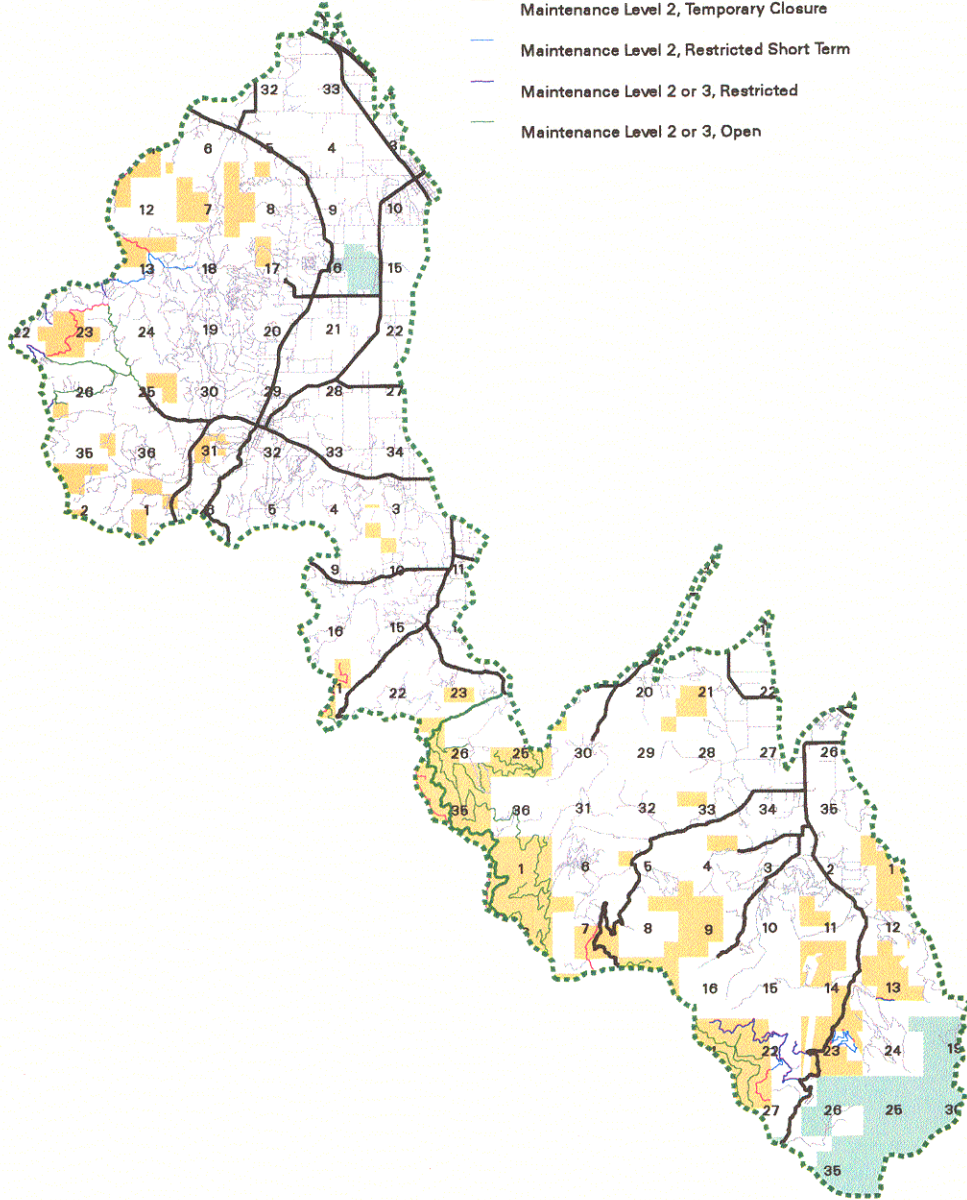 Maintenance Level 2, Temporary Closure
Maintenance Level 2, Restricted Short Term
Maintenance Level 2 or 3, Restricted
Maintenance Level 2 or 3, Open
33
32 33
6 5 4 3
12 7 8 9 10
13 18 17 16 15
22 23 24 19 20 21 22
26 25 30 29 28 27
35 36 31 32 33 34
2 1 6 5 4 3
9 10 11
16 15
22 23
20 21 22
26 25 30 29 28 27 26
35 36 31 32 33 34 35
1 6 5 4 3 2 1
7 8 9 10 11 12
16 15 14 13
22 23 24 19
27 26 25 30
35